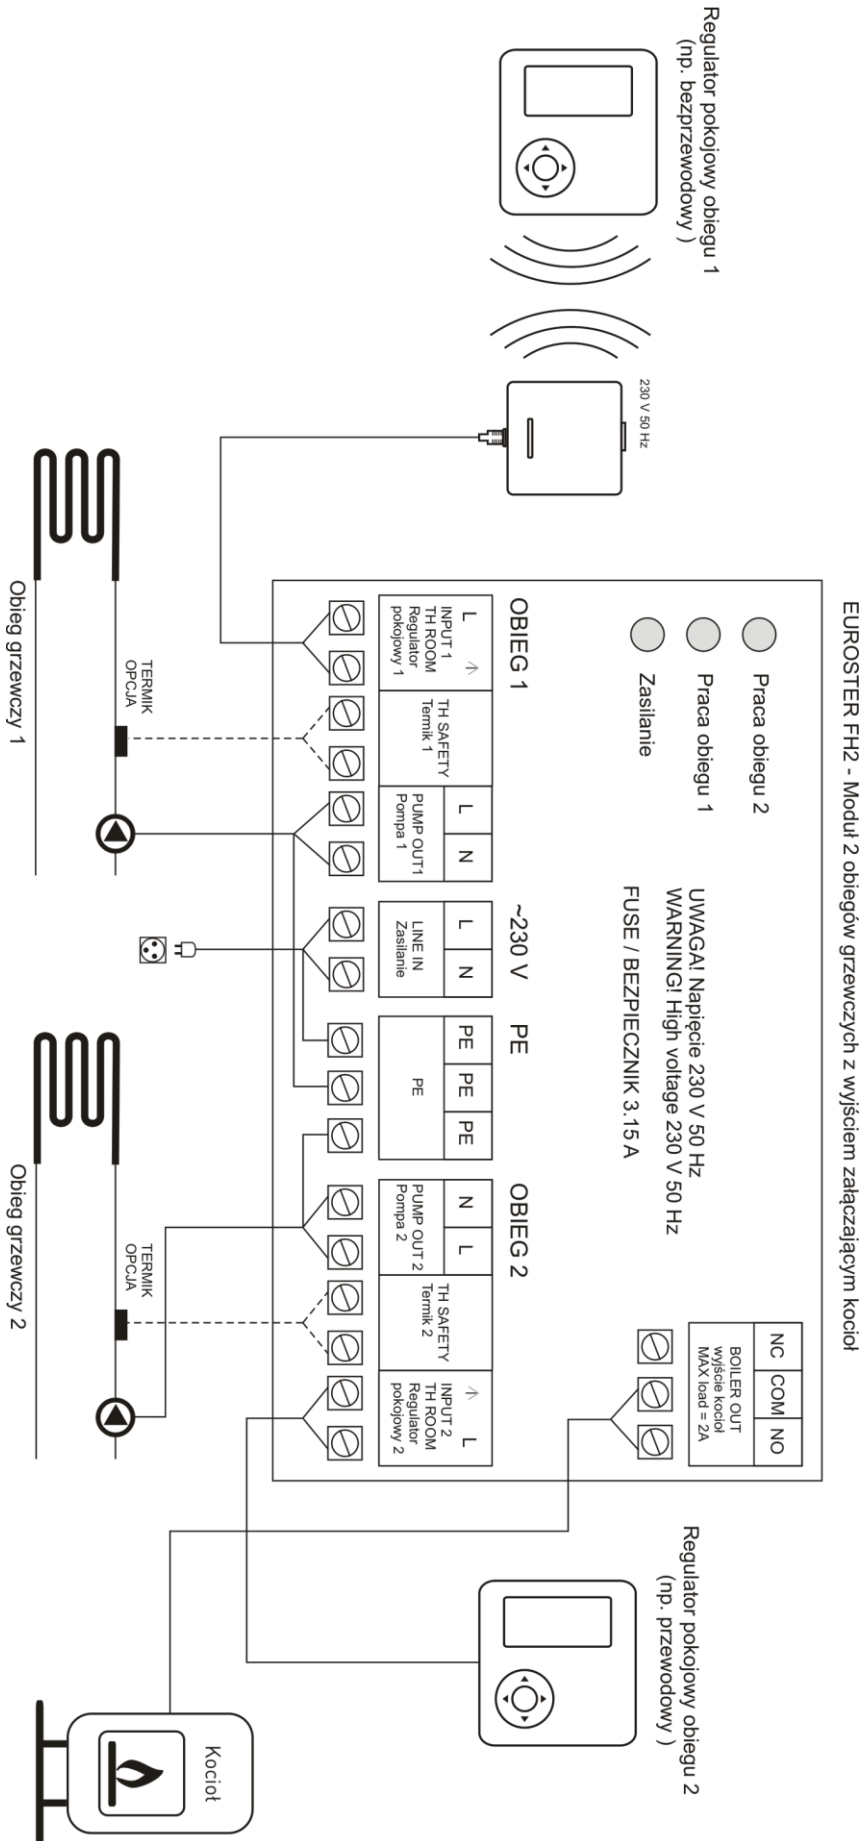 EUROSTER FH2 - Moduł 2 obiegów grzewczych z wyjściem załączającym kocioł
Regulator pokojowy obiegu 1
(np. bezprzewodowy )
230 V 50 Hz
Praca obiegu 2
Praca obiegu 1
Zasilanie
UWAGA! Napięcie 230 V 50 Hz
WARNING! High voltage 230 V 50 Hz
FUSE / BEZPIECZNIK 3.15 A
NC COM NO
BOILER OUT
wyjście kocioł
MAX load = 2A
Regulator pokojowy obiegu 2
(np. przewodowy )
OBIEG 1
~230 V
PE
OBIEG 2
L
INPUT 1
TH ROOM
Regulator
pokojowy 1
TH SAFETY
Termik 1
L N
PUMP OUT1
Pompa 1
L N
LINE IN
Zasilanie
PE PE PE
PE
N L
PUMP OUT 2
Pompa 2
TH SAFETY
Termik 2
L
INPUT 2
TH ROOM
Regulator
pokojowy 2
TERMIK
OPCJA
Obieg grzewczy 1
TERMIK
OPCJA
Obieg grzewczy 2
Kocioł